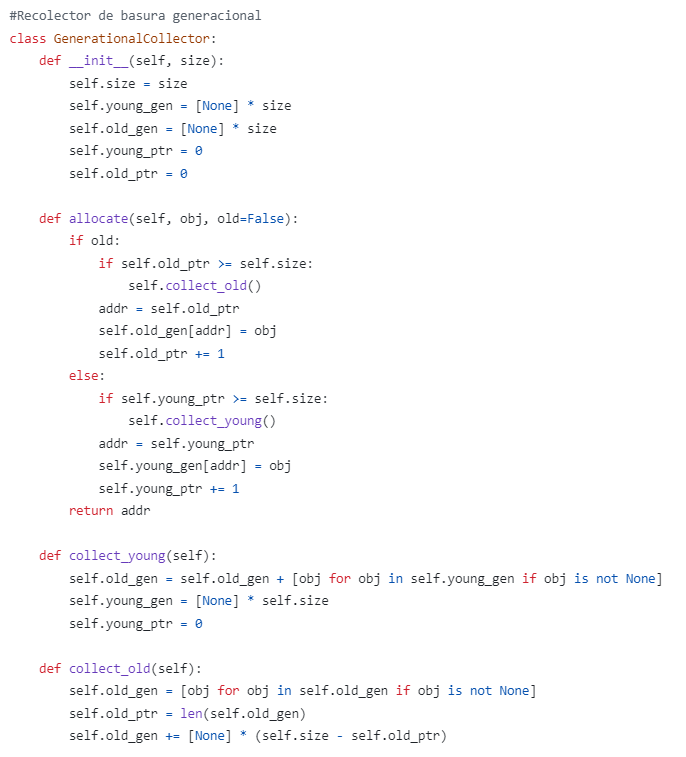 #Recolector de basura generacional
class GenerationalCollector:
    def __init__(self, size):
        self.size = size
        self.young_gen = [None] * size
        self.old_gen = [None] * size
        self.young_ptr = 0
        self.old_ptr = 0

    def allocate(self, obj, old=False):
        if old:
            if self.old_ptr >= self.size:
                self.collect_old()
            addr = self.old_ptr
            self.old_gen[addr] = obj
            self.old_ptr += 1
        else:
            if self.young_ptr >= self.size:
                self.collect_young()
            addr = self.young_ptr
            self.young_gen[addr] = obj
            self.young_ptr += 1
        return addr

    def collect_young(self):
        self.old_gen = self.old_gen + [obj for obj in self.young_gen if obj is not None]
        self.young_gen = [None] * self.size
        self.young_ptr = 0

    def collect_old(self):
        self.old_gen = [obj for obj in self.old_gen if obj is not None]
        self.old_ptr = len(self.old_gen)
        self.old_gen += [None] * (self.size - self.old_ptr)